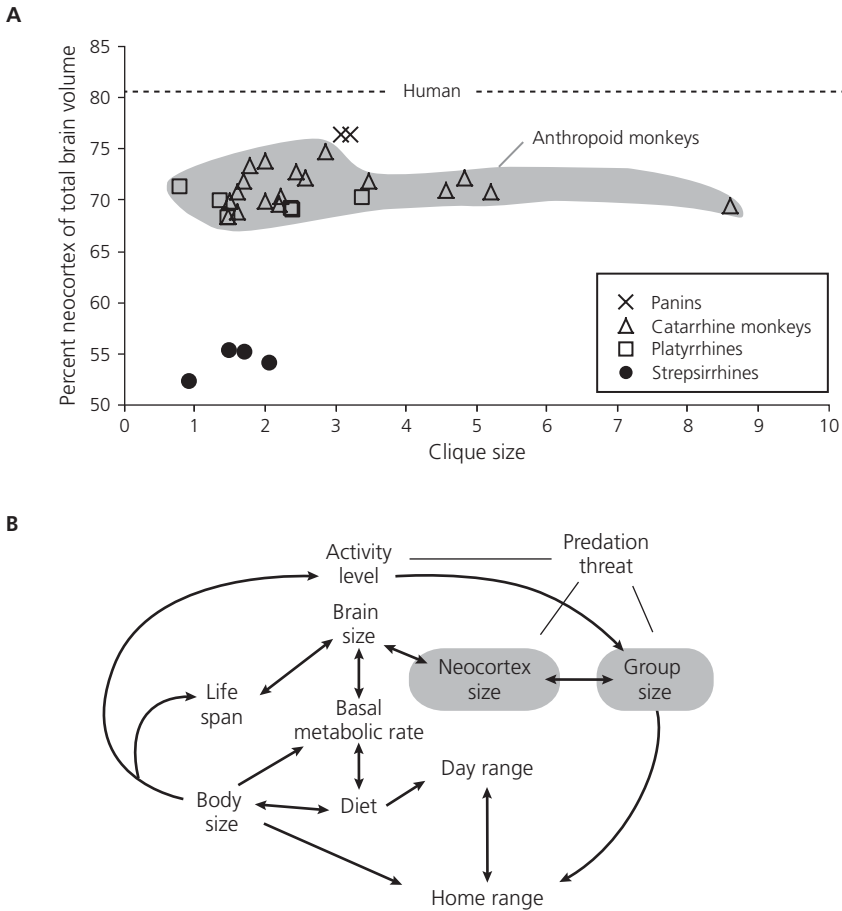 A
Percent neocortex of total brain volume
85
80
75
70
65
60
55
50
Human
Anthropoid monkeys
Panins
Catarrhine monkeys
Platyrrhines
Strepsirrhines
0 1 2 3 4 5 6 7 8 9 10
Clique size
B
Activity
level
Predation
threat
Brain
size
Neocortex
size
Group
size
Life
span
Basal
metabolic rate
Day range
Body
size
Diet
Home range